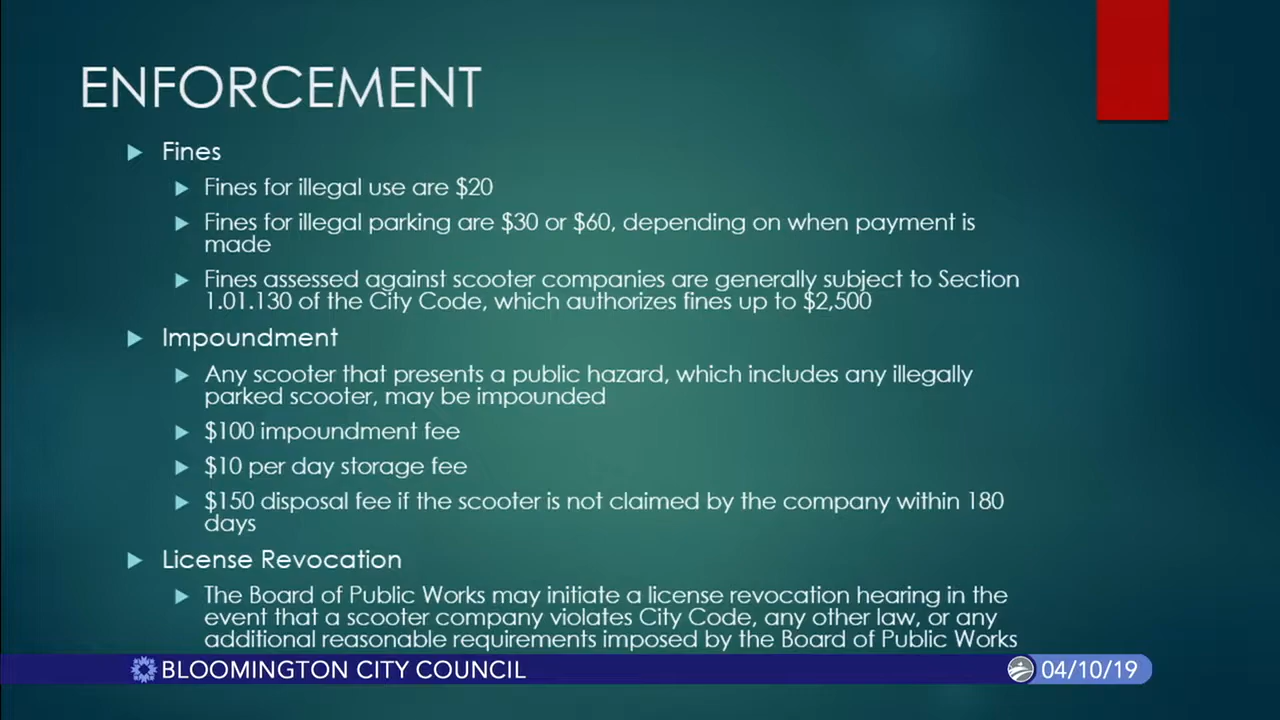 ENFORCEMENT
Fines
Fines for illegal use are $20
Fines for illegal parking are $30 or $60, depending on when payment is
made
Fines assessed against scooter companies are generally subject to Section
1.01.130 of the City Code, which authorizes fines up to $2,500
Impoundment
Any scooter that presents a public hazard, which includes any illegally
parked scooter, may be impounded
$100 impoundment fee
$10 per day storage fee
$150 disposal fee if the scooter is not claimed by the company within 180
days
License Revocation
The Board of Public Works may initiate a license revocation hearing in the
event that a scooter company violates City Code, any other law, or any
additional reasonable requirements imposed by the Board of Public Works
BLOOMINGTON CITY COUNCIL
04/10/19